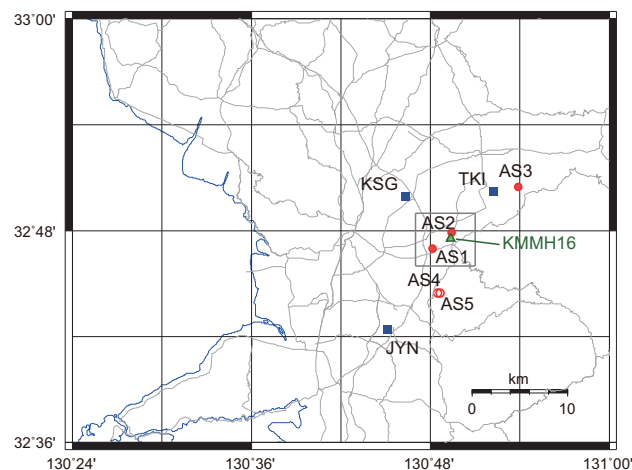 33˚00'
KSG
TKI
AS3
AS2
32˚48'
KMMH16
AS1
AS4
AS5
JYN
km
0 10
32˚36'
130˚24' 130˚36' 130˚48' 131˚00'